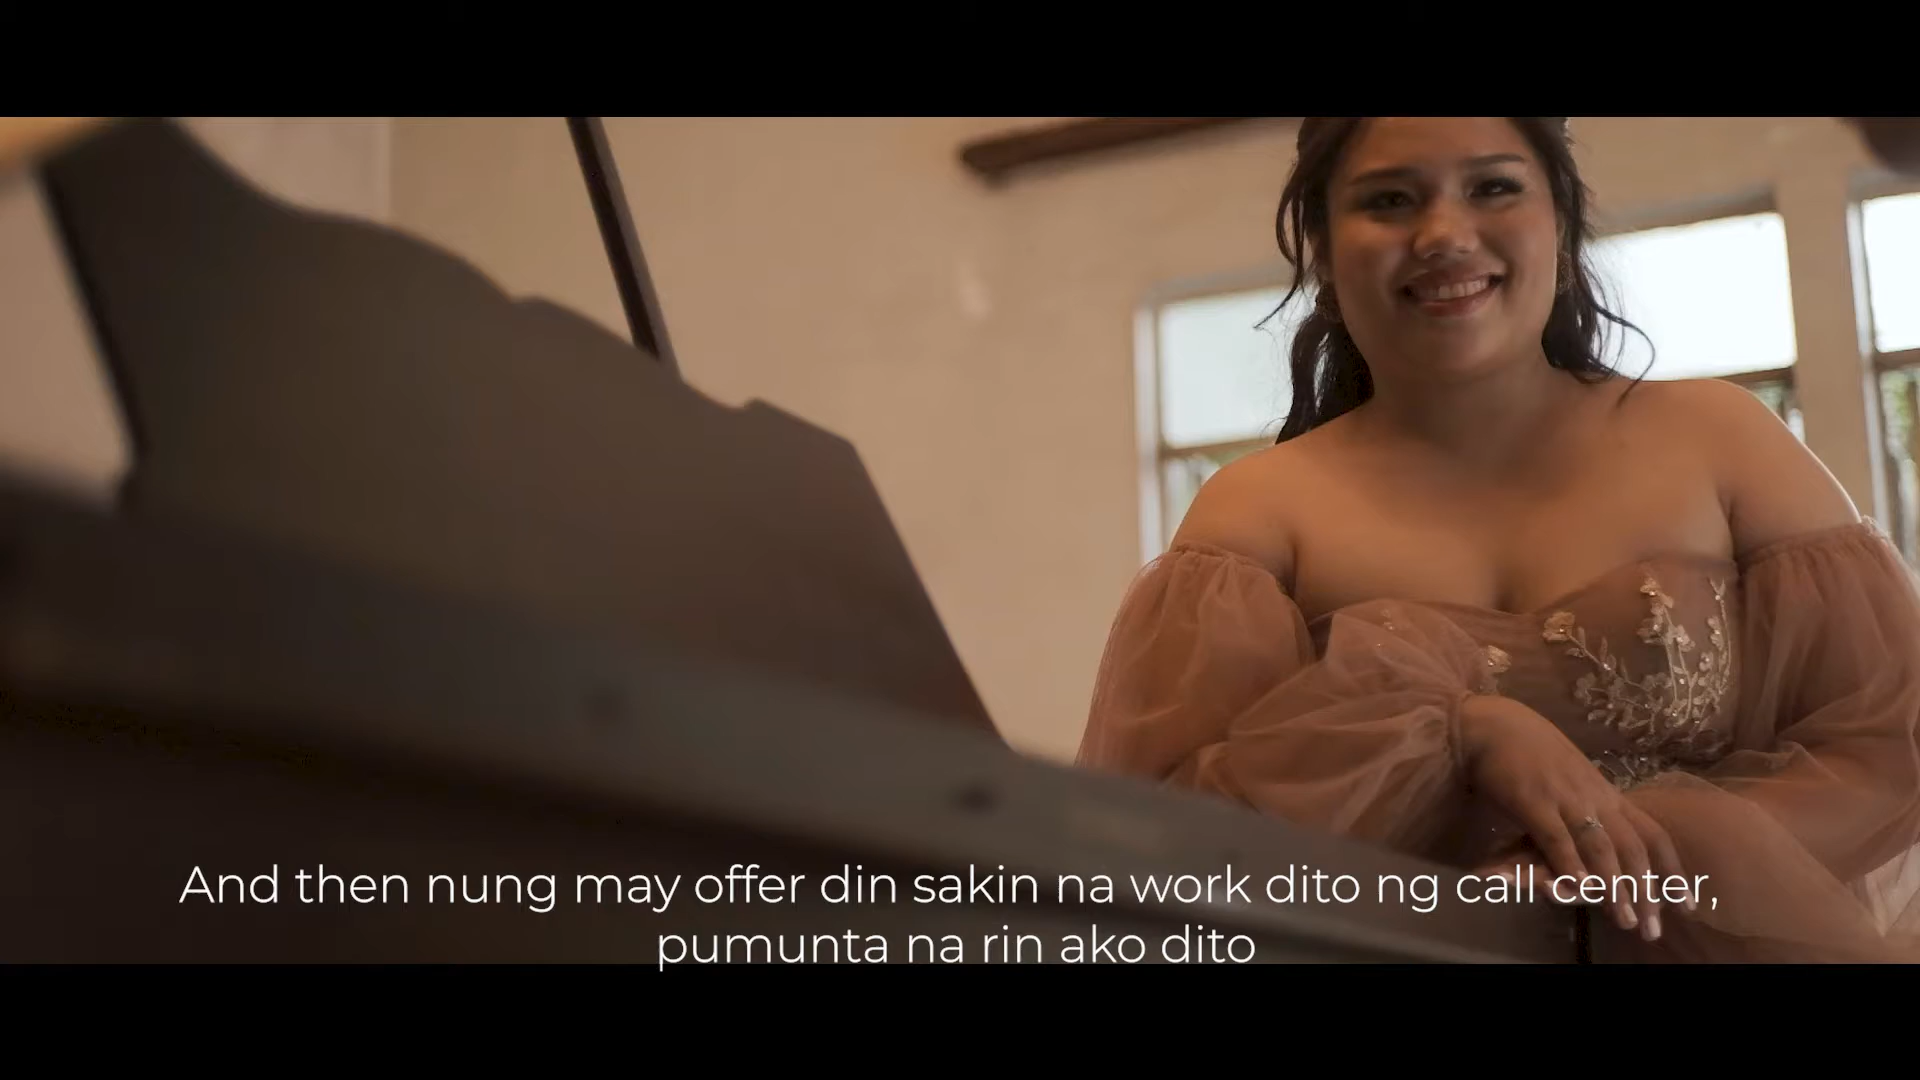 And then nung may offer din sakin na work dito ng call center,
pumunta na rin ako dito